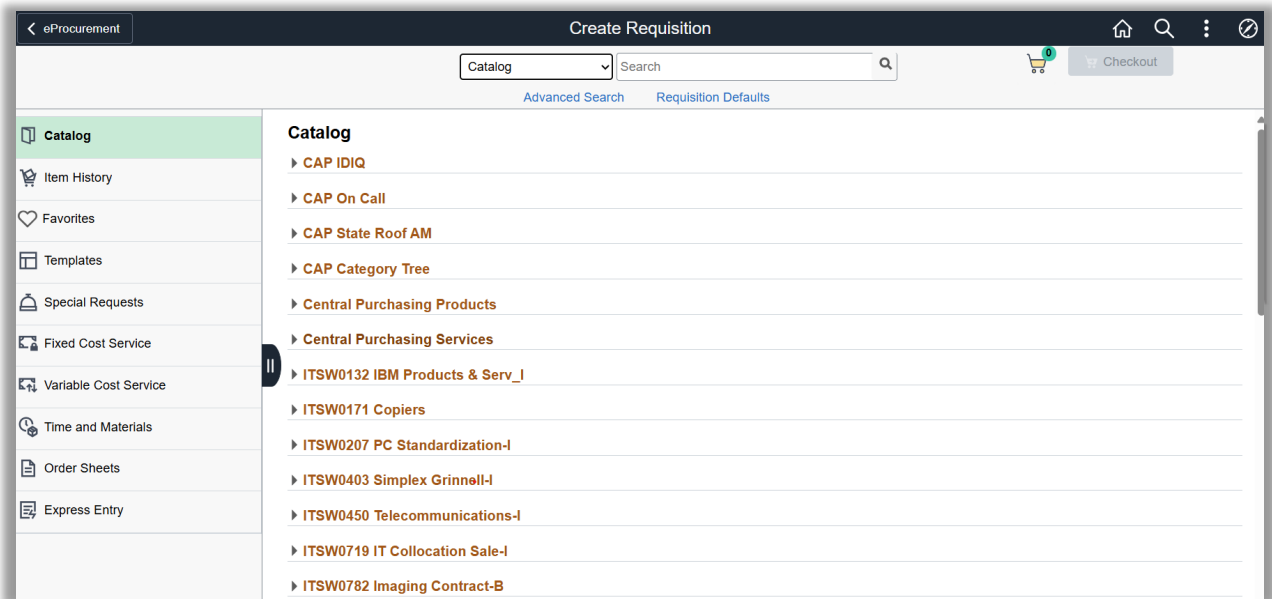 eProcurement
Create Requisition
Catalog
Search
0
Checkout
Advanced Search
Requisition Defaults
Catalog
Item History
Favorites
Templates
Special Requests
Fixed Cost Service
Variable Cost Service
Time and Materials
Order Sheets
Express Entry
Catalog
CAP IDIQ
CAP On Call
CAP State Roof AM
CAP Category Tree
Central Purchasing Products
Central Purchasing Services
ITSW0132 IBM Products & Serv_I
ITSW0171 Copiers
ITSW0207 PC Standardization-I
ITSW0403 Simplex Grinnell-I
ITSW0450 Telecommunications-I
ITSW0719 IT Collocation Sale-I
ITSW0782 Imaging Contract-B